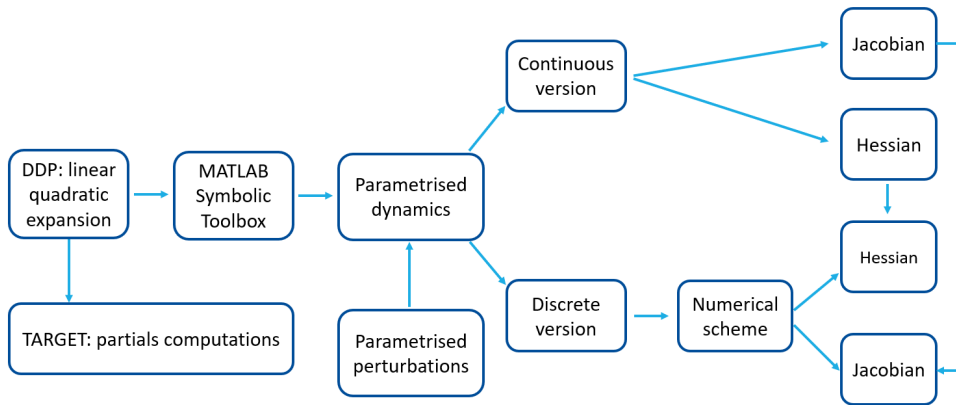 DDP: linear
quadratic
expansion
TARGET: partials computations
MATLAB
Symbolic
Toolbox
Parametrised
dynamics
Parametrised
perturbations
Continuous
version
Discrete
version
Numerical
scheme
Jacobian
Hessian
Hessian
Jacobian